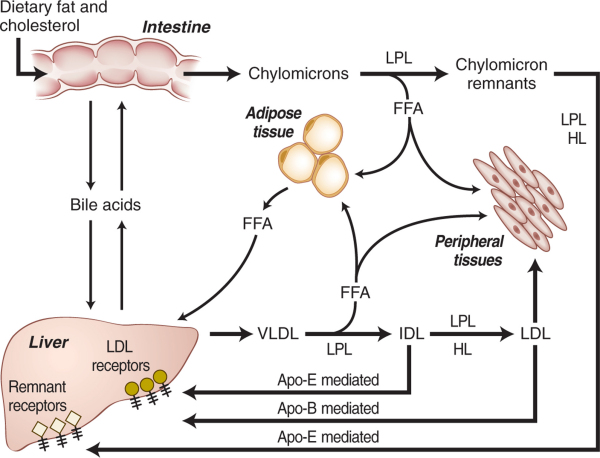 Dietary fat and
cholesterol
Intestine
Chylomicrons
LPL
Chylomicron
remnants
FFA
LPL
HL
Adipose
tissue
Bile acids
FFA
Peripheral
tissues
FFA
Liver
LDL
receptors
Remnant
receptors
VLDL
LPL
IDL
LPL
HL
LDL
Apo-E mediated
Apo-B mediated
Apo-E mediated